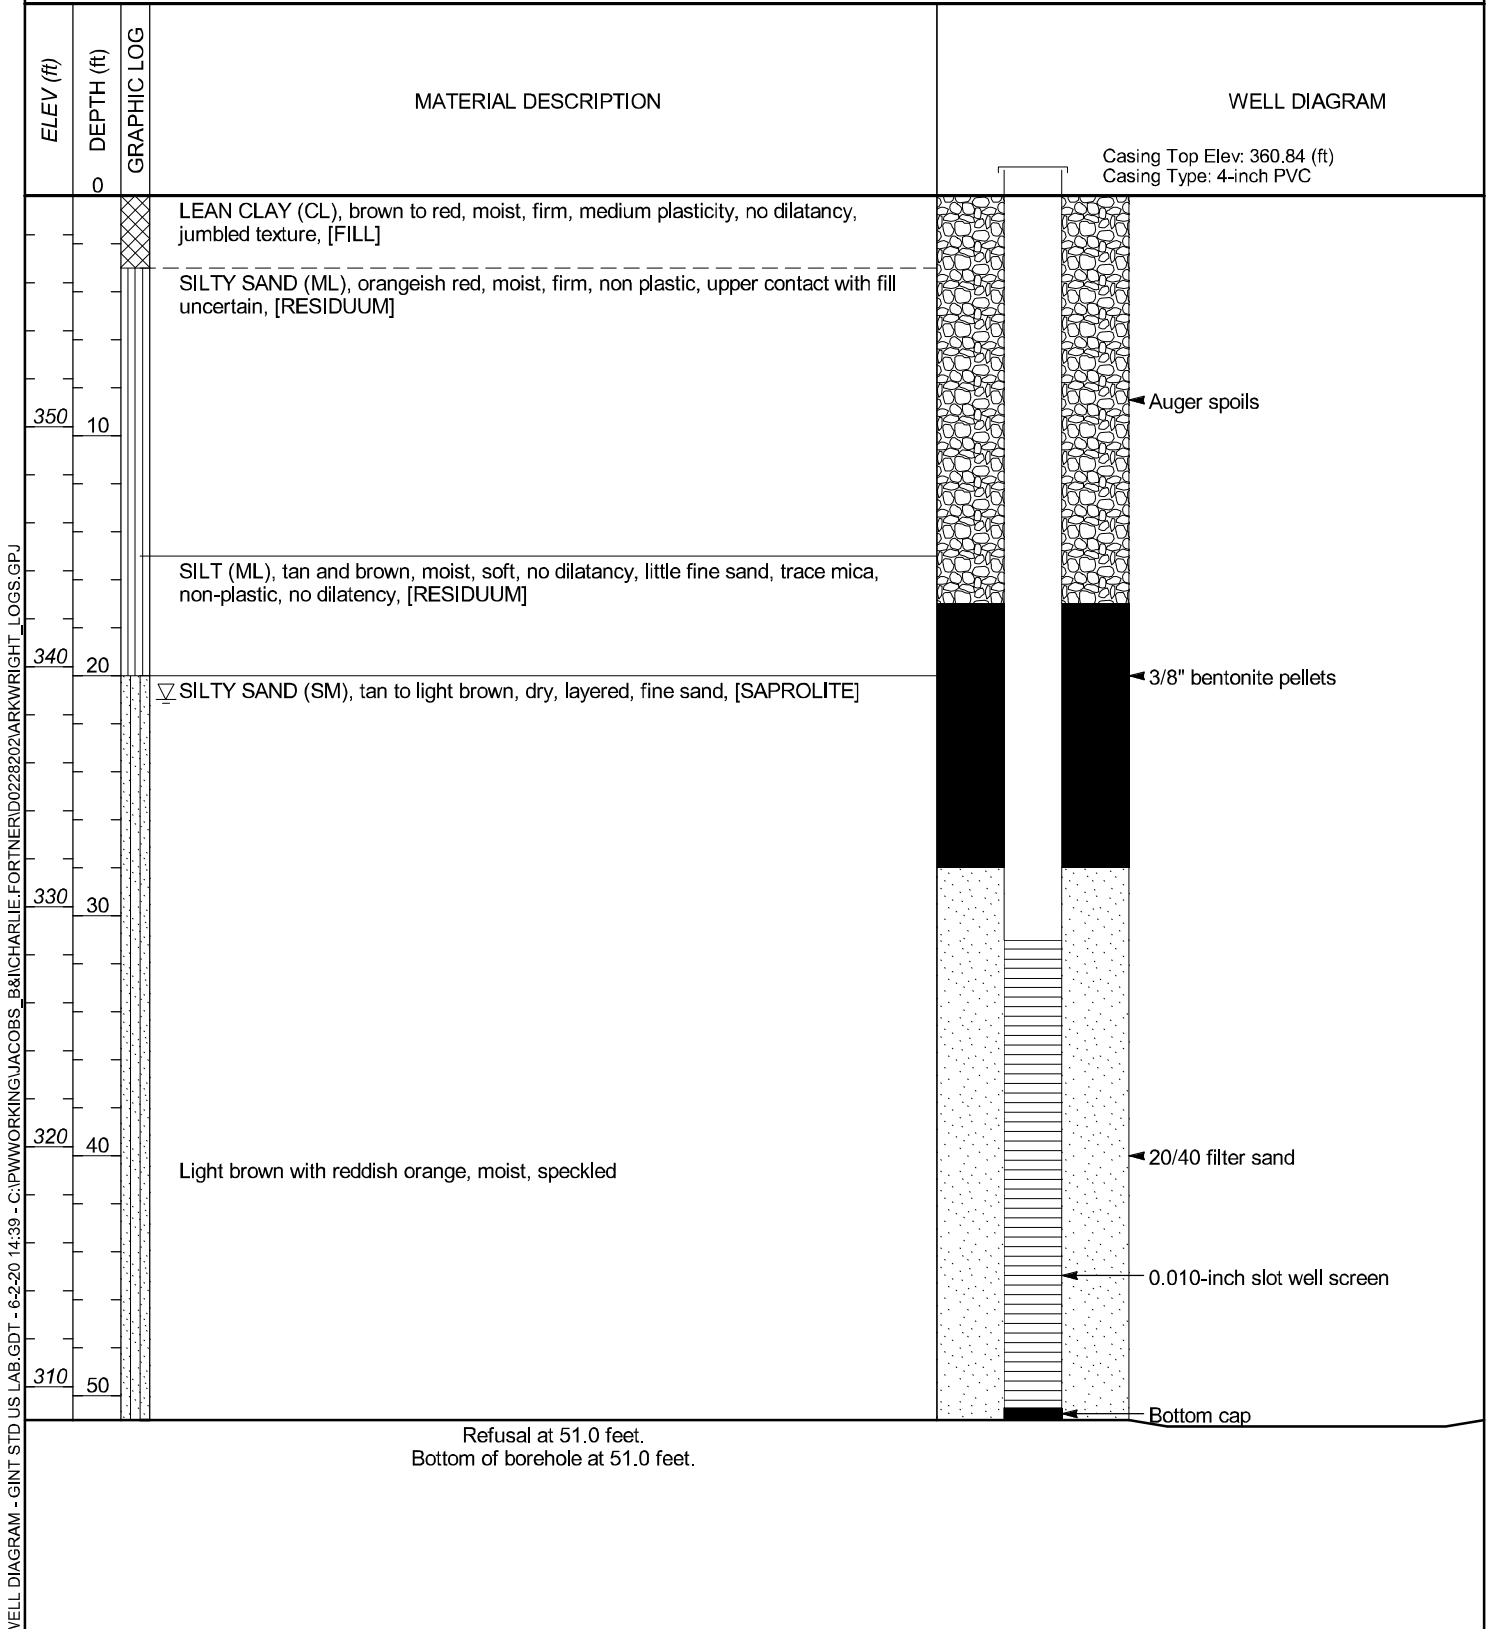 ELEV (ft)
DEPTH (ft)
GRAPHIC LOG
MATERIAL DESCRIPTION
WELL DIAGRAM
Casing Top Elev: 360.84 (ft)
Casing Type: 4-inch PVC
0
LEAN CLAY (CL), brown to red, moist, firm, medium plasticity, no dilatancy,
jumbled texture, [FILL]
SILTY SAND (ML), orangeish red, moist, firm, non plastic, upper contact with fill
uncertain, [RESIDUUM]
Auger spoils
350
10
SILT (ML), tan and brown, moist, soft, no dilatancy, little fine sand, trace mica,
non-plastic, no dilatency, [RESIDUUM]
340
20
3/8" bentonite pellets
SILTY SAND (SM), tan to light brown, dry, layered, fine sand, [SAPROLITE]
330
30
320
40
20/40 filter sand
Light brown with reddish orange, moist, speckled
0.010-inch slot well screen
310
50
Bottom cap
Refusal at 51.0 feet.
Bottom of borehole at 51.0 feet.
WELL DIAGRAM - GINT STD US LAB.GDT - 6-2-20 14:39 - C:\PWWORKING\JACOBS_B&I\CHARLIE.FORTNER\D0228202\ARKWRIGHT_LOGS.GPJ